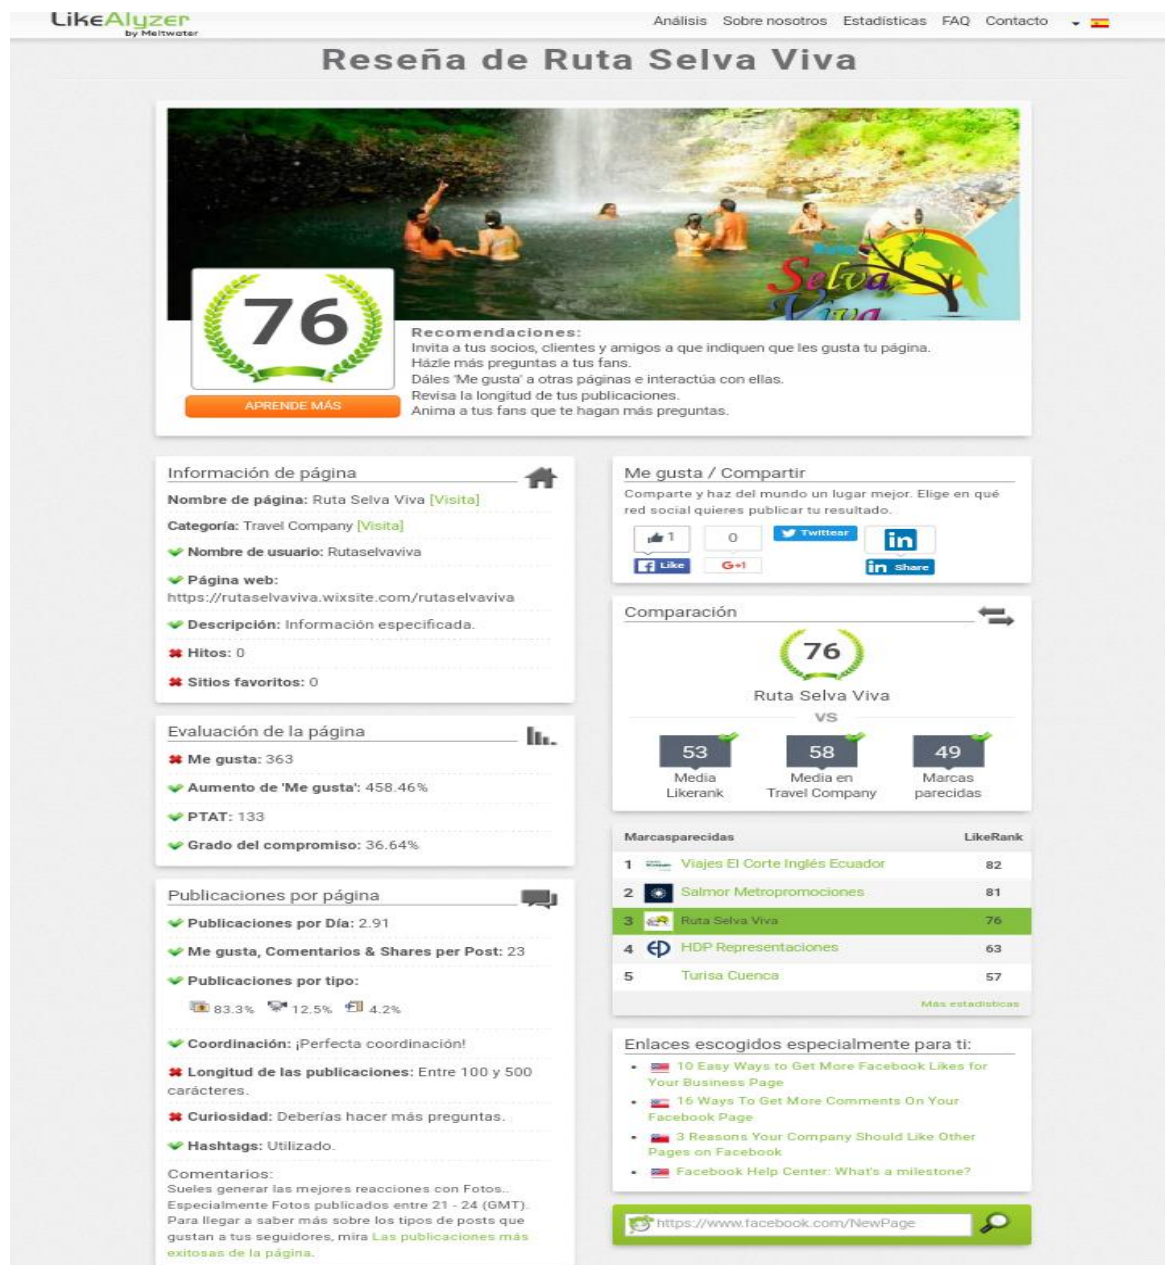 LikeAlyzer
by Meltwater
Análisis Sobre nosotros Estadísticas FAQ Contacto
Reseña de Ruta Selva Viva
Ruta
Selva
Viva
76
APRENDE MÁS
Recomendaciones:
Invita a tus socios, clientes y amigos a que indiquen que les gusta tu página.
Házle más preguntas a tus fans.
Dáles 'Me gusta' a otras páginas e interactúa con ellas.
Revisa la longitud de tus publicaciones.
Anima a tus fans que te hagan más preguntas.
Información de página
Nombre de página: Ruta Selva Viva [Visita]
Categoría: Travel Company [Visita]
Nombre de usuario: Rutaselvaviva
Página web:
https://rutaselvaviva.wixsite.com/rutaselvaviva
Descripción: Información especificada.
Hitos: 0
Sitios favoritos: 0
Evaluación de la página
Me gusta: 363
Aumento de 'Me gusta': 458.46%
PTAT: 133
Grado del compromiso: 36.64%
Publicaciones por página
Publicaciones por Día: 2.91
Me gusta, Comentarios & Shares per Post: 23
Publicaciones por tipo:
83.3% 12.5% 4.2%
Coordinación: ¡Perfecta coordinación!
Longitud de las publicaciones: Entre 100 y 500
carácteres.
Curiosidad: Deberías hacer más preguntas.
Hashtags: Utilizado.
Comentarios:
Sueles generar las mejores reacciones con Fotos..
Especialmente Fotos publicados entre 21 - 24 (GMT).
Para llegar a saber más sobre los tipos de posts que
gustan a tus seguidores, mira Las publicaciones más
exitosas de la página.
Me gusta / Compartir
Comparte y haz del mundo un lugar mejor. Elige en qué
red social quieres publicar tu resultado.
1 0 Twittear in
Like G+1 in Share
Comparación
76
Ruta Selva Viva
VS
53 58 49
Media Media en Marcas
Likerank Travel Company parecidas
Marcasparecidas LikeRank
1 Viajes El Corte Inglés Ecuador 82
2 Salmor Metropromociones 81
3 Ruta Selva Viva 76
4 HDP Representaciones 63
5 Turisa Cuenca 57
Más estadísticas
Enlaces escogidos especialmente para ti:
10 Easy Ways to Get More Facebook Likes for
Your Business Page
16 Ways To Get More Comments On Your
Facebook Page
3 Reasons Your Company Should Like Other
Pages on Facebook
Facebook Help Center: What's a milestone?
https://www.facebook.com/NewPage